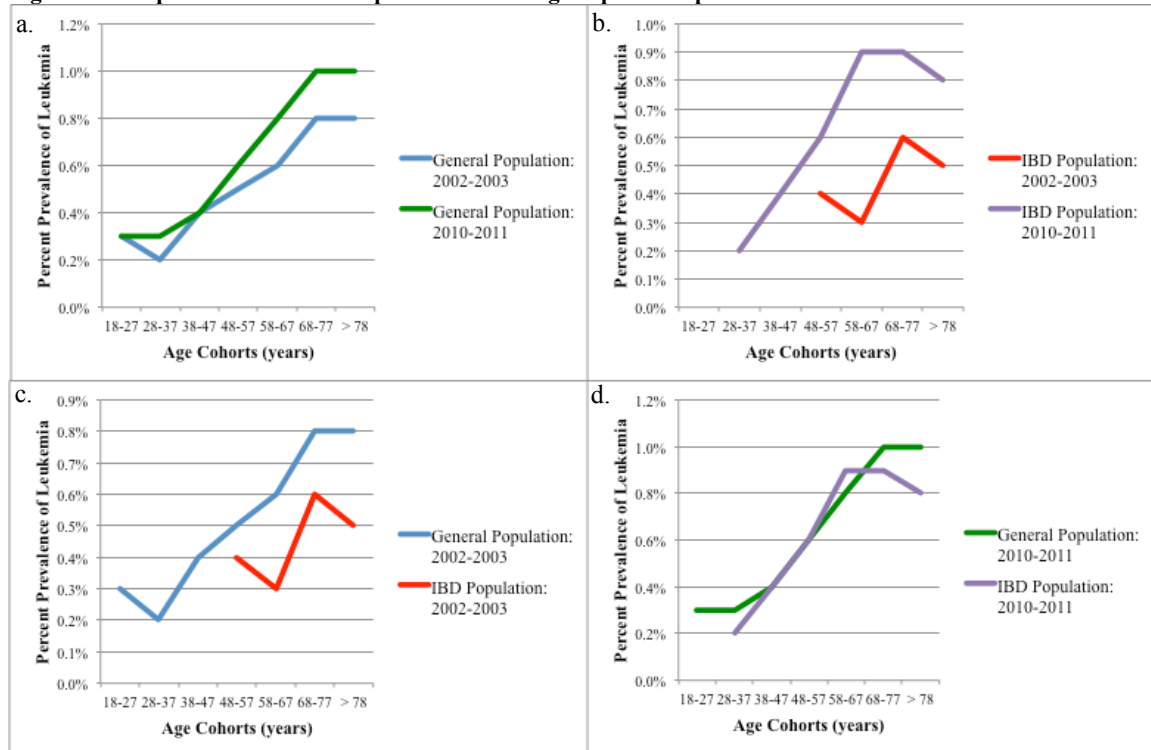 a.
1.2%
1.0%
0.8%
0.6%
0.4%
0.2%
0.0%
Percent Prevalence of Leukemia
18-27 28-37 38-47 48-57 58-67 68-77 > 78
Age Cohorts (years)
General Population:
2002-2003
General Population:
2010-2011
b.
1.0%
0.9%
0.8%
0.7%
0.6%
0.5%
0.4%
0.3%
0.2%
0.1%
0.0%
Percent Prevalence of Leukemia
18-27 28-37 38-47 48-57 58-67 68-77 > 78
Age Cohorts (years)
IBD Population:
2002-2003
IBD Population:
2010-2011
c.
0.9%
0.8%
0.7%
0.6%
0.5%
0.4%
0.3%
0.2%
0.1%
0.0%
Percent Prevalence of Leukemia
18-27 28-37 38-47 48-57 58-67 68-77 > 78
Age Cohorts (years)
General Population:
2002-2003
IBD Population:
2002-2003
d.
1.2%
1.0%
0.8%
0.6%
0.4%
0.2%
0.0%
Percent Prevalence of Leukemia
18-27 28-37 38-47 48-57 58-67 68-77 > 78
Age Cohorts (years)
General Population:
2010-2011
IBD Population:
2010-2011